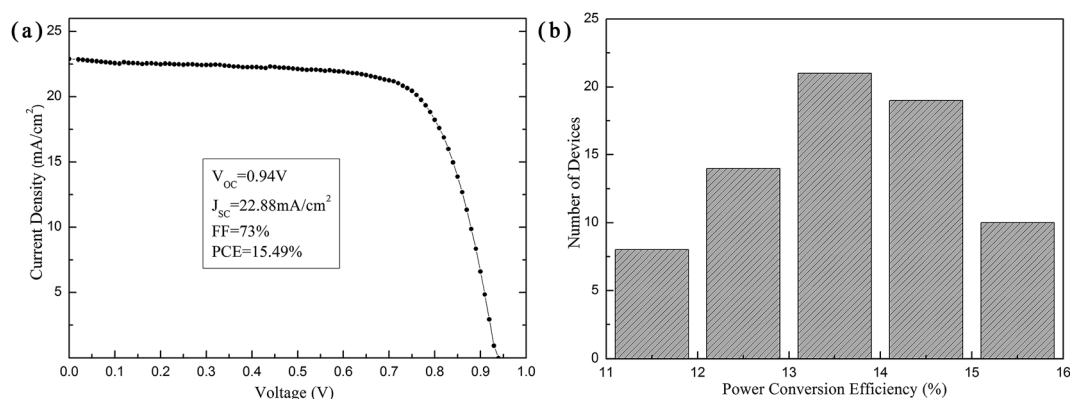 (a)
25
20
15
10
5
Current Density (mA/cm²)
V_OC=0.94V
J_SC=22.88mA/cm²
FF=73%
PCE=15.49%
0.0 0.1 0.2 0.3 0.4 0.5 0.6 0.7 0.8 0.9 1.0
Voltage (V)
(b)
25
20
15
10
5
0
Number of Devices
11 12 13 14 15 16
Power Conversion Efficiency (%)